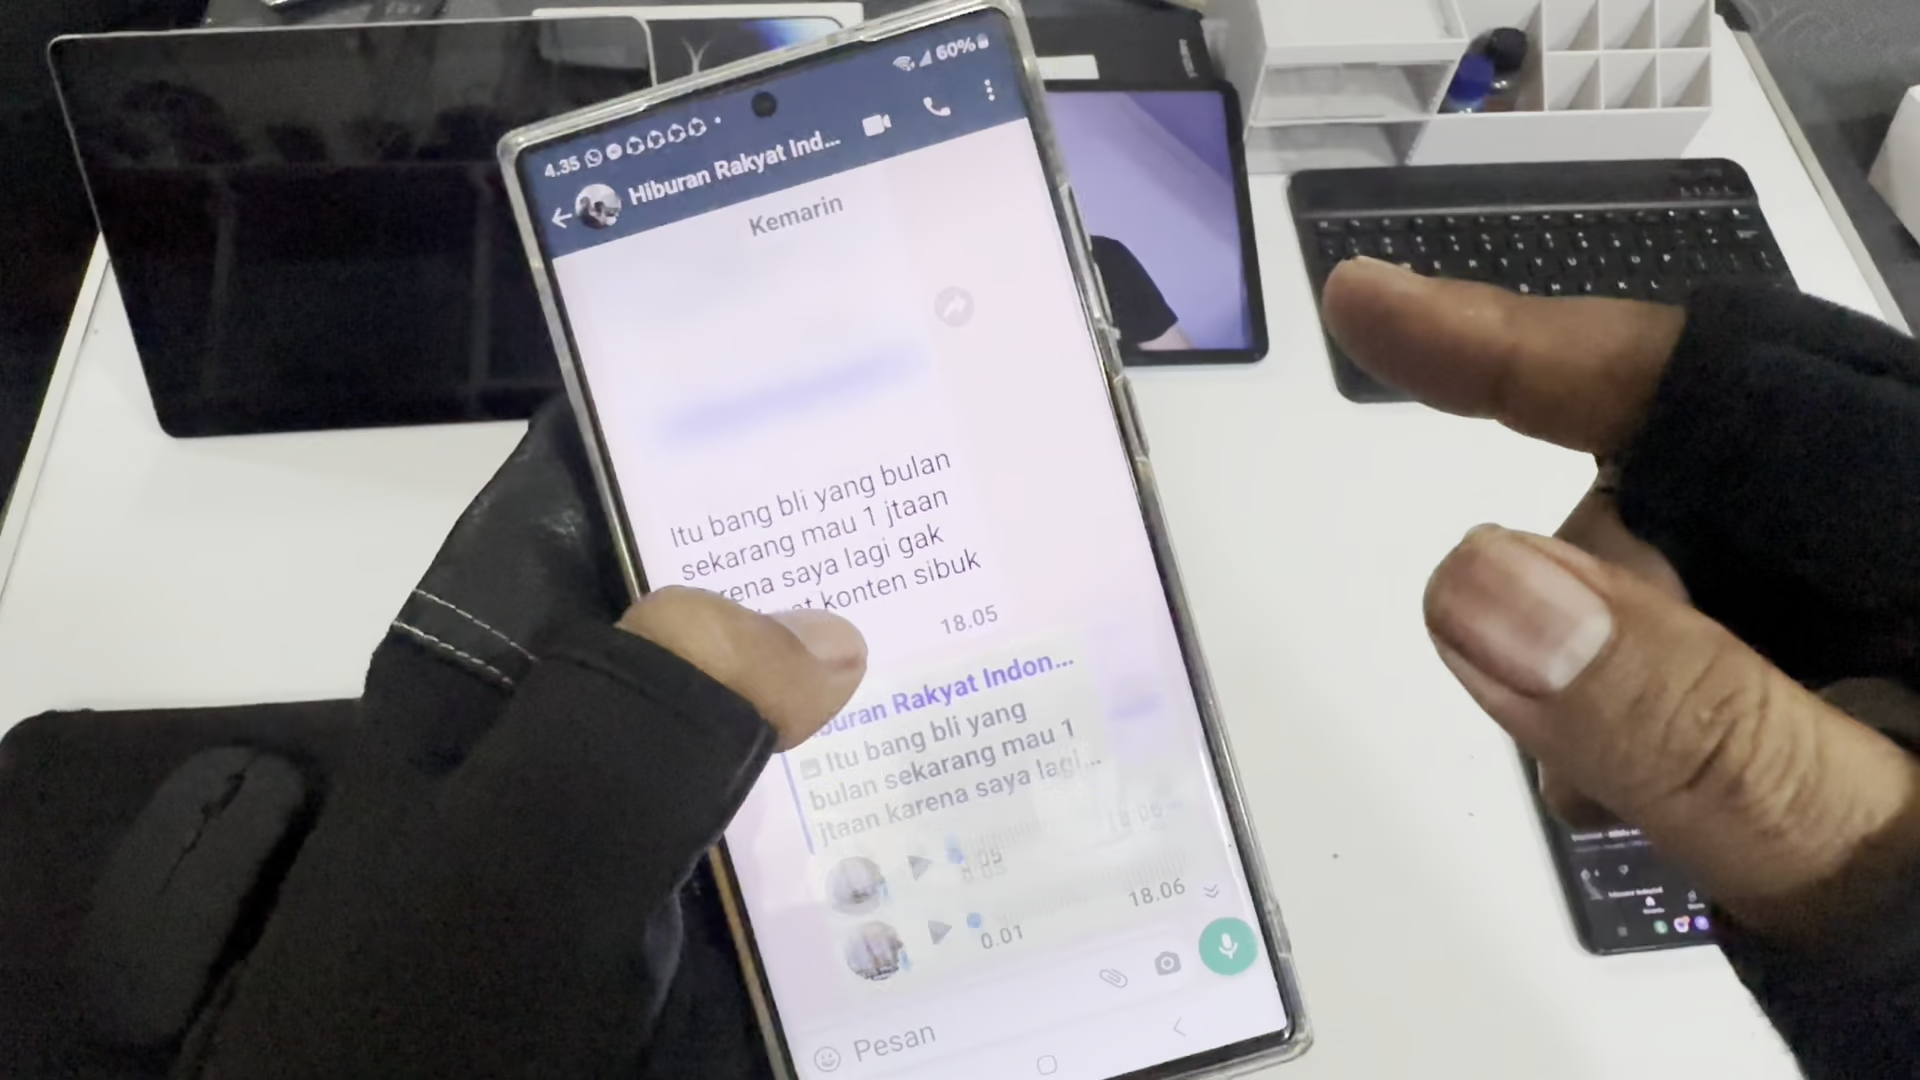 4.35 60%
Hiburan Rakyat Ind...
Kemarin
Itu bang bli yang bulan
sekarang mau 1 jtaan
rena saya lagi gak
konten sibuk
18.05
buran Rakyat Indon...
Itu bang bli yang
bulan sekarang mau 1
jtaan karena saya lagi...
18.06
0.01
Pesan